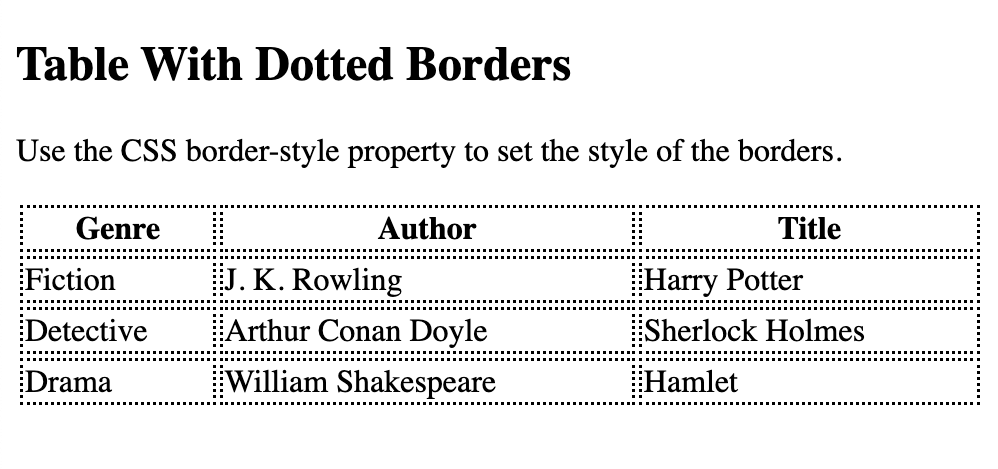 Table With Dotted Borders
Use the CSS border-style property to set the style of the borders.
Genre Author Title
Fiction J. K. Rowling Harry Potter
Detective Arthur Conan Doyle Sherlock Holmes
Drama William Shakespeare Hamlet